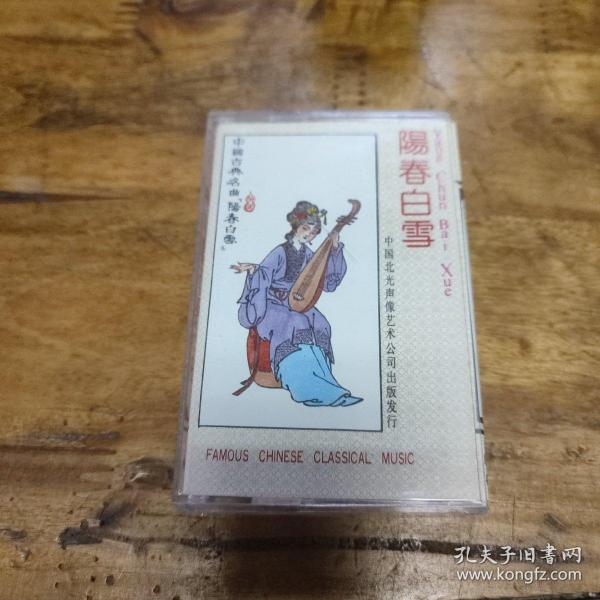 陽春白雪
Yang Chun Bai Xue
中國古典名曲《陽春白雪》
中国北光声像艺术公司出版发行
FAMOUS CHINESE CLASSICAL MUSIC
孔夫子旧书网
www.kongfz.com